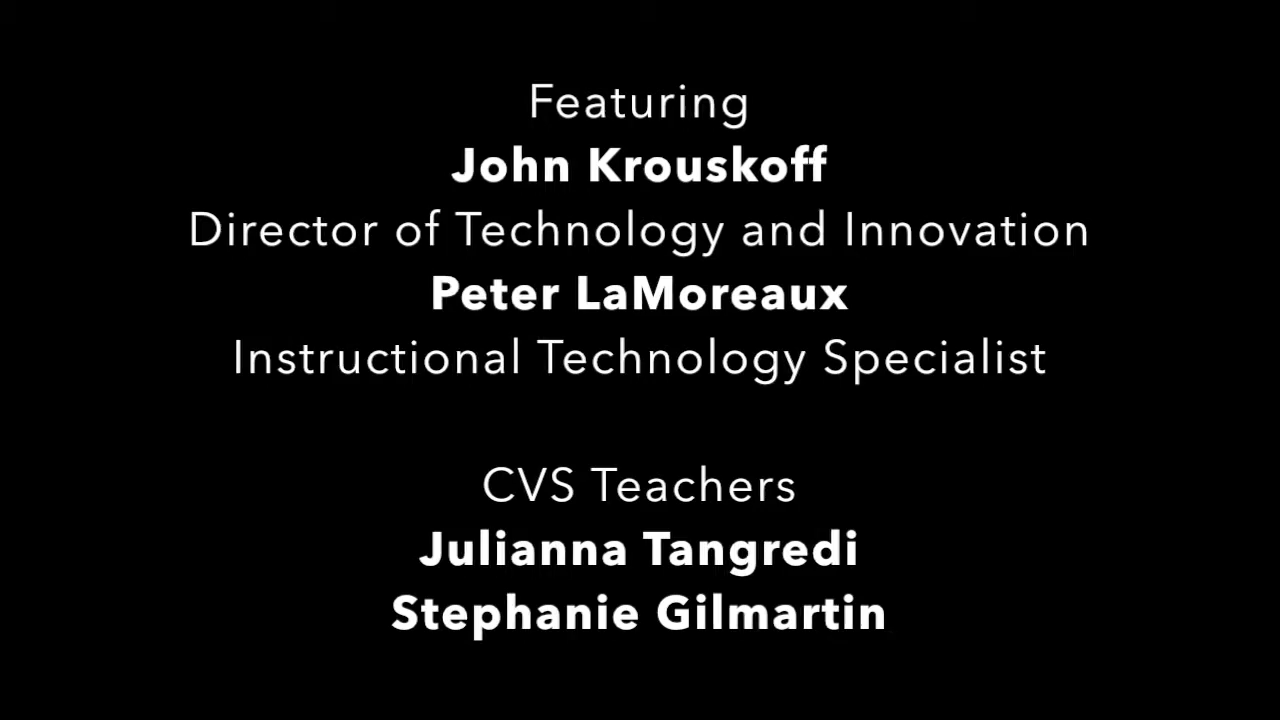 Featuring
John Krouskoff
Director of Technology and Innovation
Peter LaMoreaux
Instructional Technology Specialist
CVS Teachers
Julianna Tangredi
Stephanie Gilmartin